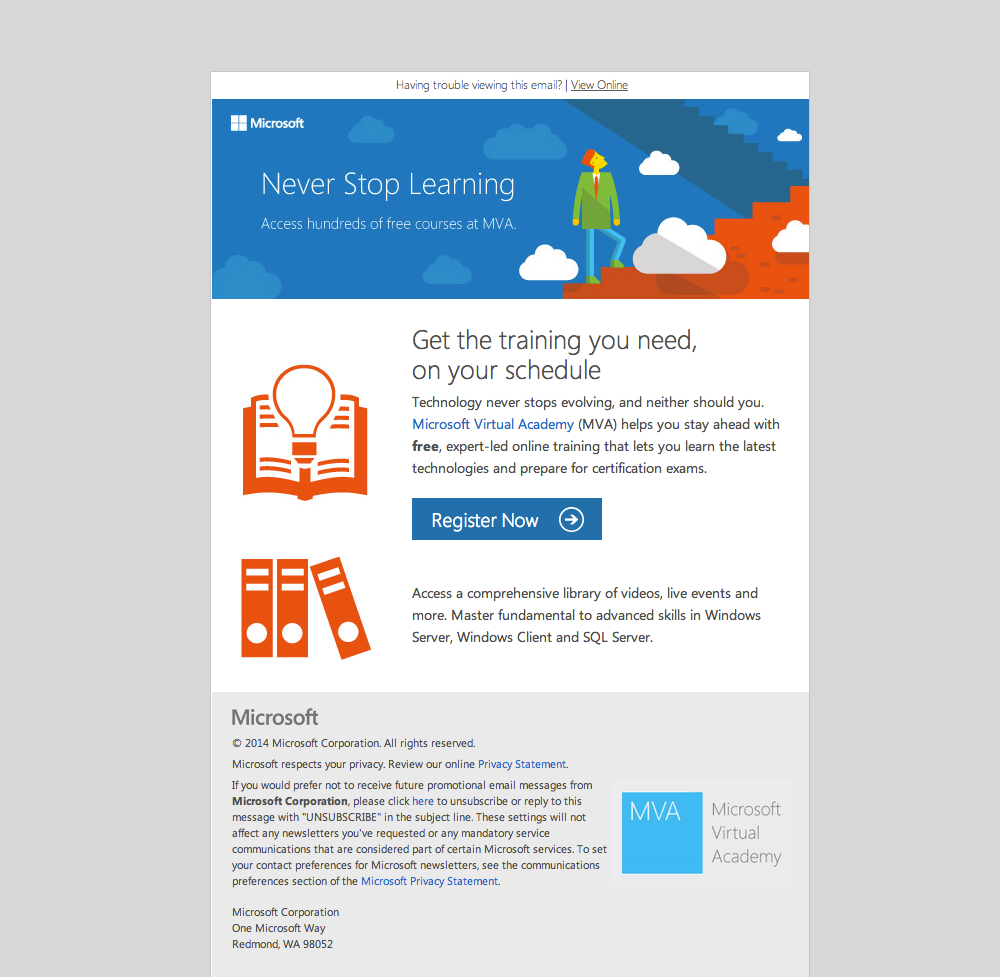 Having trouble viewing this email? | View Online
Microsoft
Never Stop Learning
Access hundreds of free courses at MVA.
Get the training you need,
on your schedule
Technology never stops evolving, and neither should you.
Microsoft Virtual Academy (MVA) helps you stay ahead with
free, expert-led online training that lets you learn the latest
technologies and prepare for certification exams.
Register Now
Access a comprehensive library of videos, live events and
more. Master fundamental to advanced skills in Windows
Server, Windows Client and SQL Server.
Microsoft
© 2014 Microsoft Corporation. All rights reserved.
Microsoft respects your privacy. Review our online Privacy Statement.
If you would prefer not to receive future promotional email messages from
Microsoft Corporation, please click here to unsubscribe or reply to this
message with "UNSUBSCRIBE" in the subject line. These settings will not
affect any newsletters you've requested or any mandatory service
communications that are considered part of certain Microsoft services. To set
your contact preferences for Microsoft newsletters, see the communications
preferences section of the Microsoft Privacy Statement.
MVA
Microsoft
Virtual
Academy
Microsoft Corporation
One Microsoft Way
Redmond, WA 98052